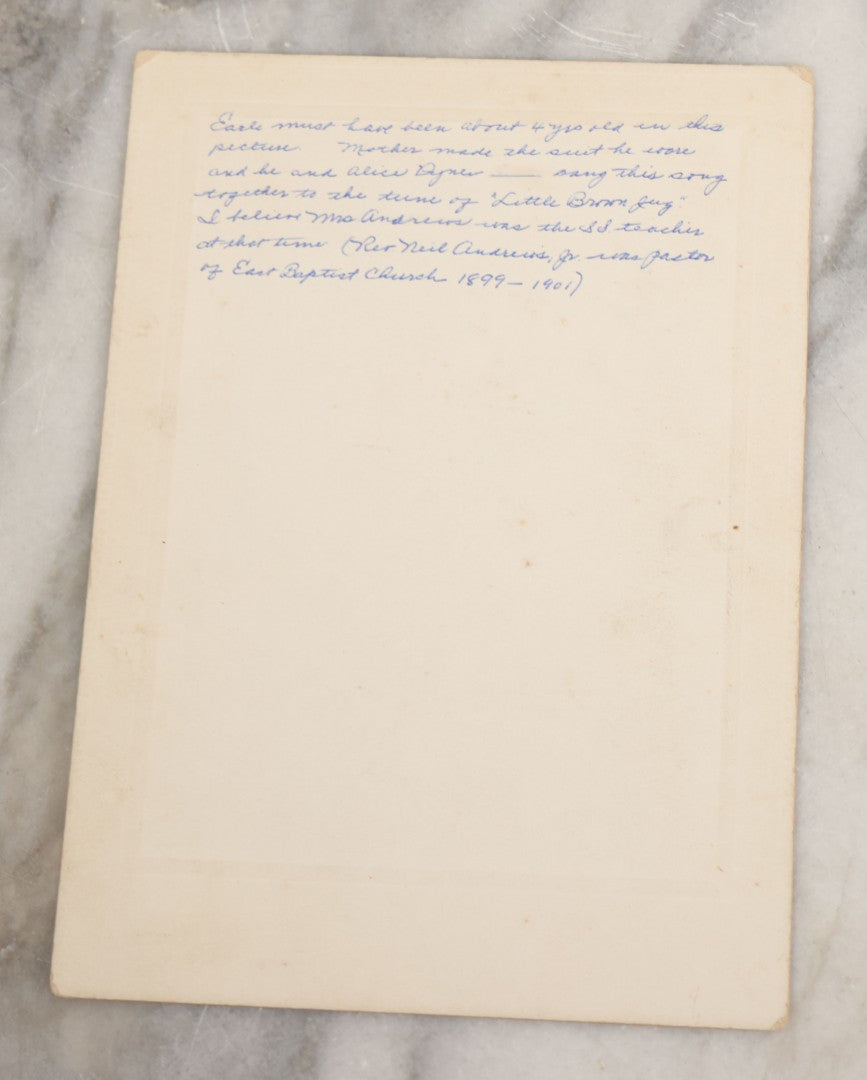 Earle must have been about 4 yrs old in this
picture. Mother made the suit he wore
and he and Alice —— sang this song
together to the tune of "Little Brown Jug".
I believe Mrs Andrews was the SS teacher
at that time (Rev Neil Andrews, Jr. was pastor
of East Baptist Church 1899 – 1901)